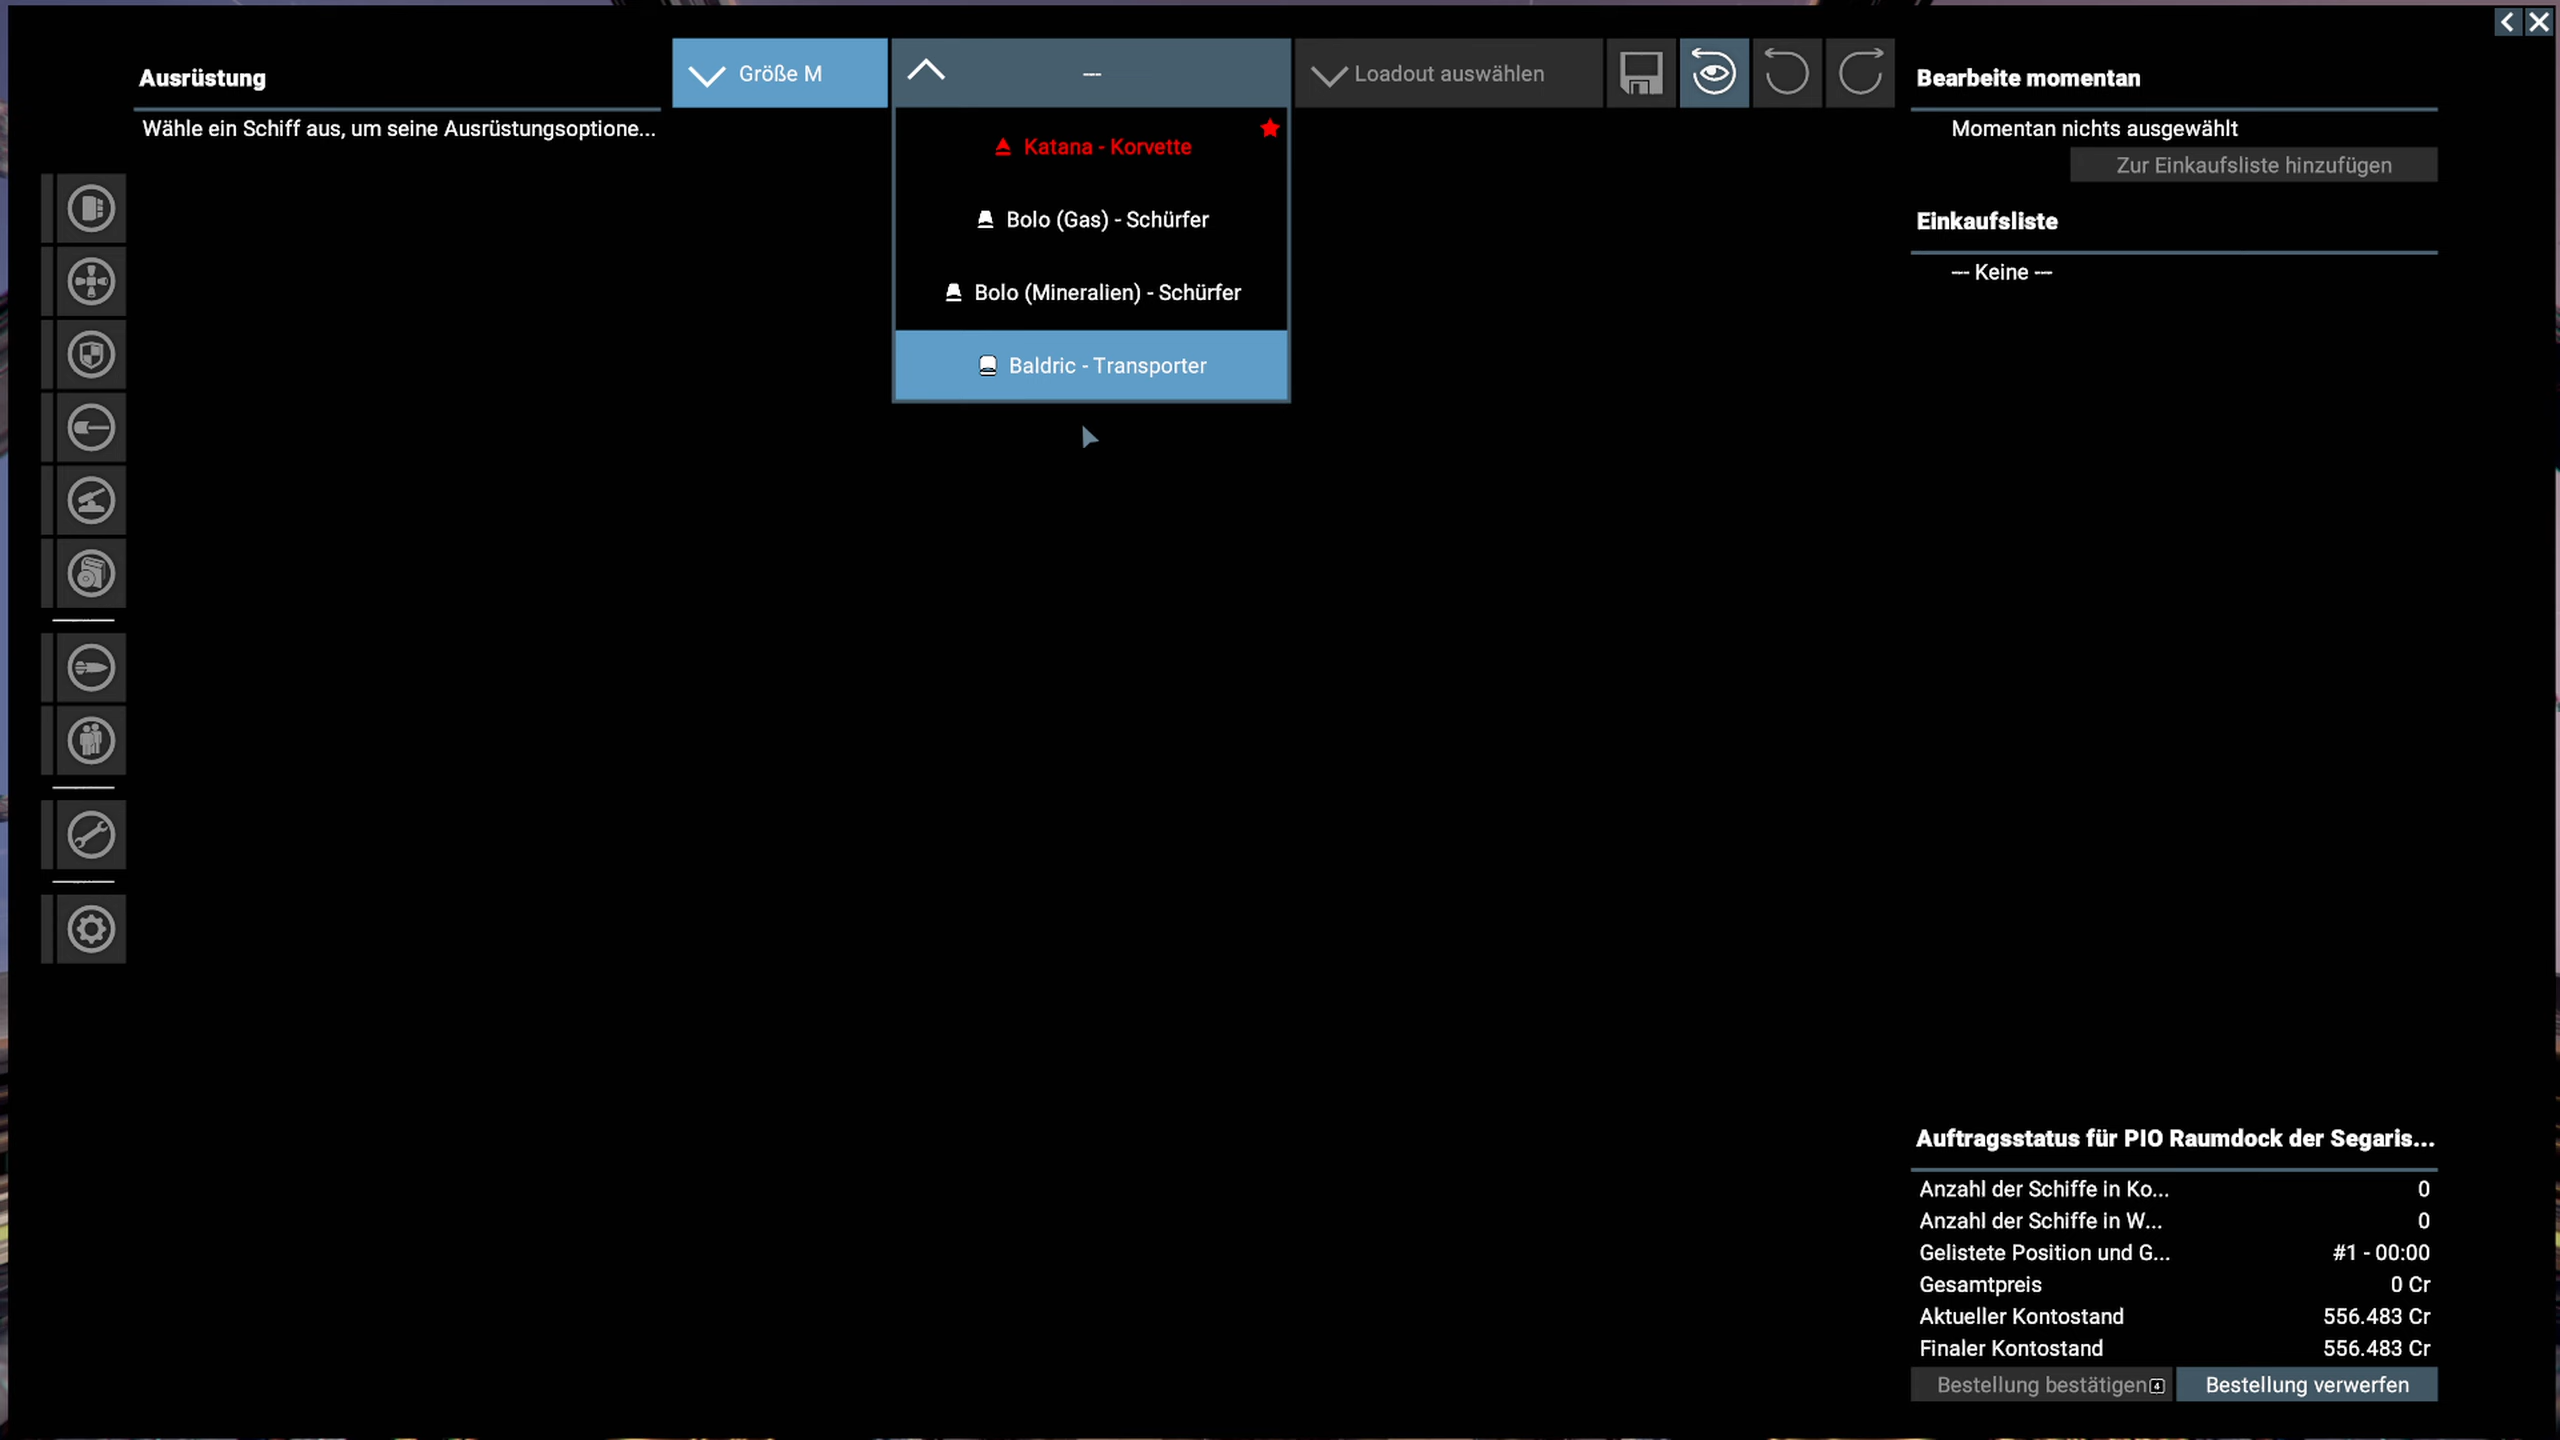 Ausrüstung
Wähle ein Schiff aus, um seine Ausrüstungsoptione...
Größe M
---
Loadout auswählen
Katana - Korvette
Bolo (Gas) - Schürfer
Bolo (Mineralien) - Schürfer
Baldric - Transporter
Bearbeite momentan
Momentan nichts ausgewählt
Zur Einkaufsliste hinzufügen
Einkaufsliste
--- Keine ---
Auftragsstatus für PIO Raumdock der Segaris...
Anzahl der Schiffe in Ko... 0
Anzahl der Schiffe in W... 0
Gelistete Position und G... #1 - 00:00
Gesamtpreis 0 Cr
Aktueller Kontostand 556.483 Cr
Finaler Kontostand 556.483 Cr
Bestellung bestätigen 4 Bestellung verwerfen